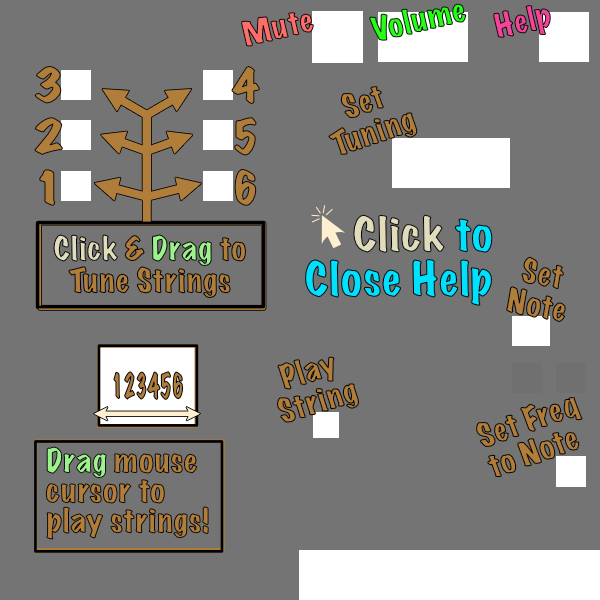 Mute Volume Help
3 4
2 5
1 6
Set
Tuning
Click & Drag to
Tune Strings
Click to
Close Help
Set
Note
123456
Play
String
Set Freq
to Note
Drag mouse
cursor to
play strings!